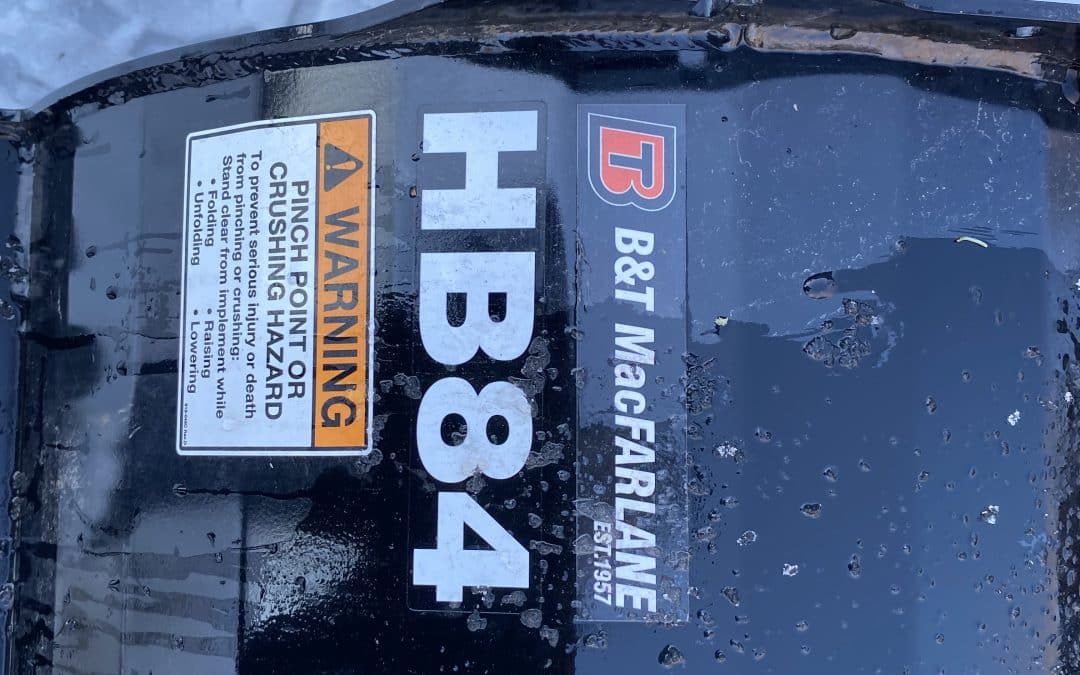 TB
B&T MacFARLANE
EST.1957
HB84
WARNING
PINCH POINT OR
CRUSHING HAZARD
To prevent serious injury or death
from pinching or crushing:
Stand clear from implement while
• Folding • Raising
• Unfolding • Lowering